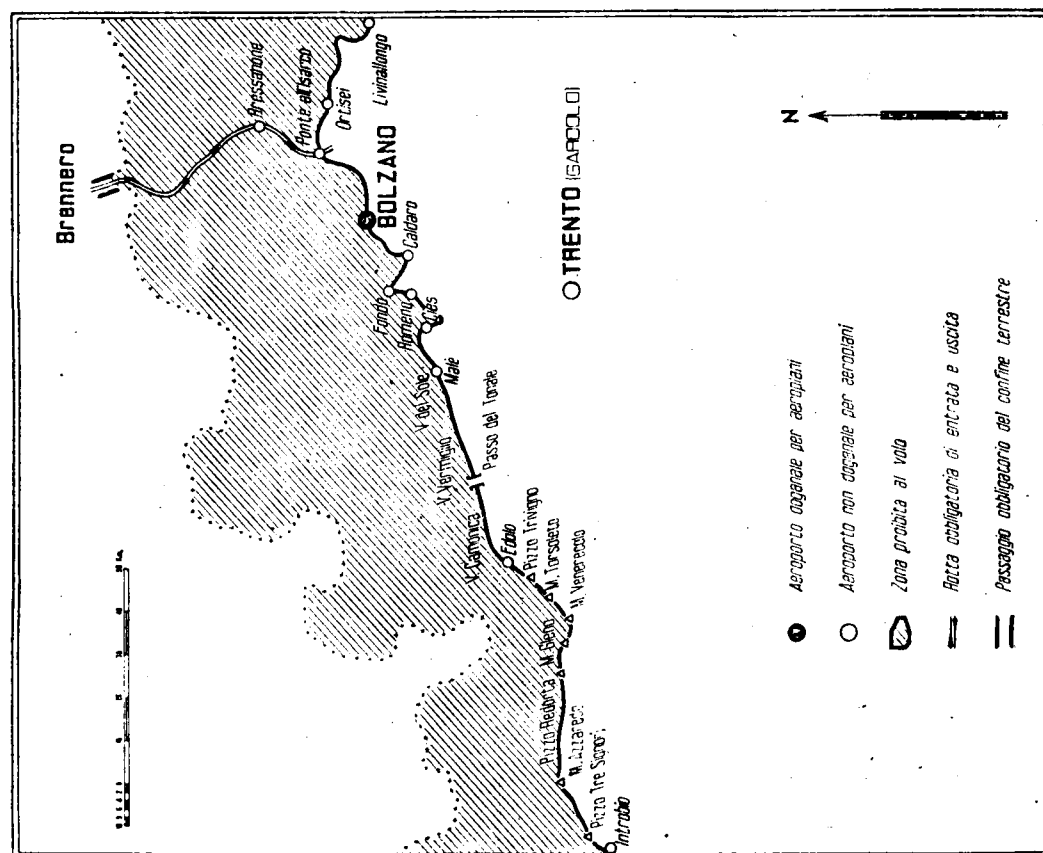 Brennero
Bressanone
Ponte all'Isarco
Ortisei
Livinallongo
BOLZANO
Caldaro
Fondo
Romeno
Cles
TRENTO (GARDOLO)
Malè
V. del Sole
V. Vermiglio
Passo del Tonale
V. Camonica
Edolo
Pizzo Trivigno
M. Torsoleto
M. Venerocolo
M. Gleno
Pizzo Redorta
M. Azzaredo
Pizzo Tre Signori
Introbio
N
Aeroporto doganale per aeroplani
Aeroporto non doganale per aeroplani
Zona proibita al volo
Rotta obbligatoria di entrata e uscita
Passaggio obbligatorio del confine terrestre